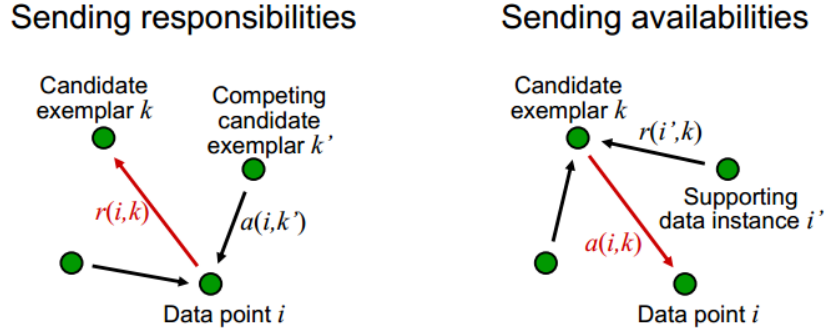 Sending responsibilities
Candidate
exemplar k
Competing
candidate
exemplar k’
r(i,k)
a(i,k’)
Data point i
Sending availabilities
Candidate
exemplar k
r(i’,k)
Supporting
data instance i’
a(i,k)
Data point i